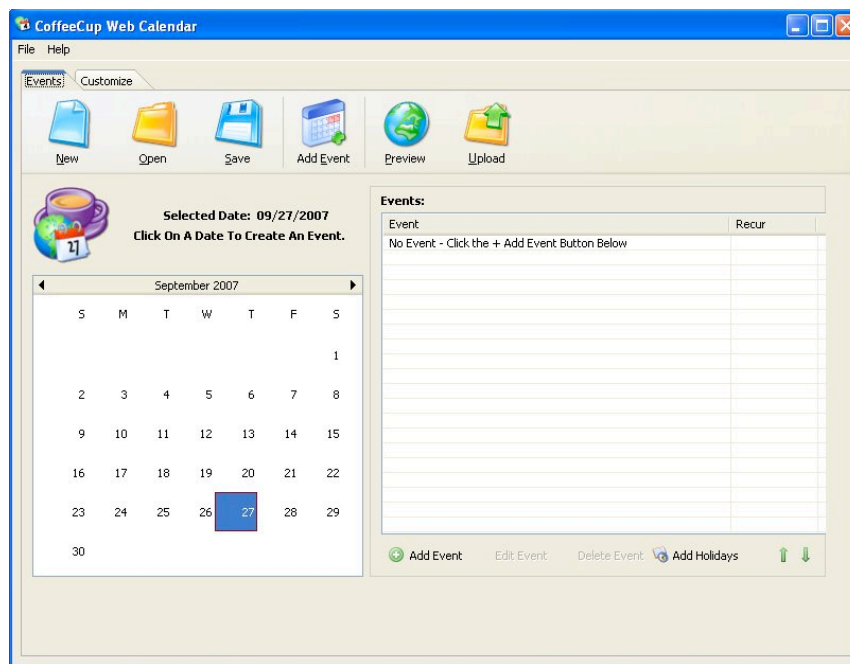 CoffeeCup Web Calendar
File Help
Events Customize
New Open Save Add Event Preview Upload
27
Selected Date: 09/27/2007
Click On A Date To Create An Event.
September 2007
S M T W T F S
1
2 3 4 5 6 7 8
9 10 11 12 13 14 15
16 17 18 19 20 21 22
23 24 25 26 27 28 29
30
Events:
Event Recur
No Event - Click the + Add Event Button Below
Add Event Edit Event Delete Event Add Holidays